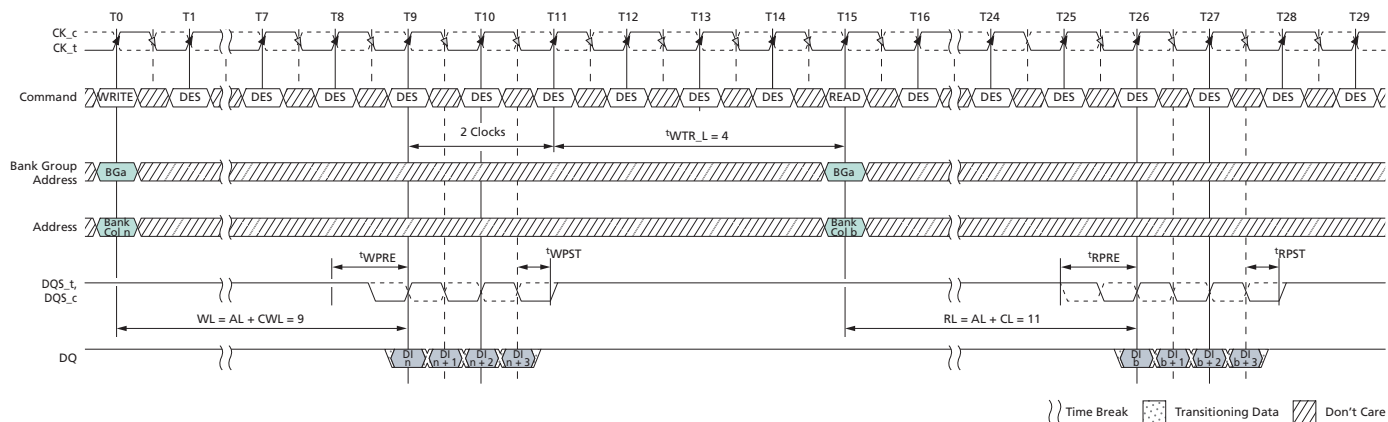 T0 T1 T7 T8 T9 T10 T11 T12 T13 T14 T15 T16 T24 T25 T26 T27 T28 T29
CK_c
CK_t
Command WRITE DES DES DES DES DES DES DES DES DES READ DES DES DES DES DES DES DES
2 Clocks tWTR_L = 4
Bank Group
Address
BGa BGa
Address
Bank
Col n
Bank
Col b
tWPRE tWPST tRPRE tRPST
DQS_t,
DQS_c
WL = AL + CWL = 9 RL = AL + CL = 11
DQ
DI
n
DI
n + 1
DI
n + 2
DI
n + 3
DI
b
DI
b + 1
DI
b + 2
DI
b + 3
Time Break Transitioning Data Don't Care